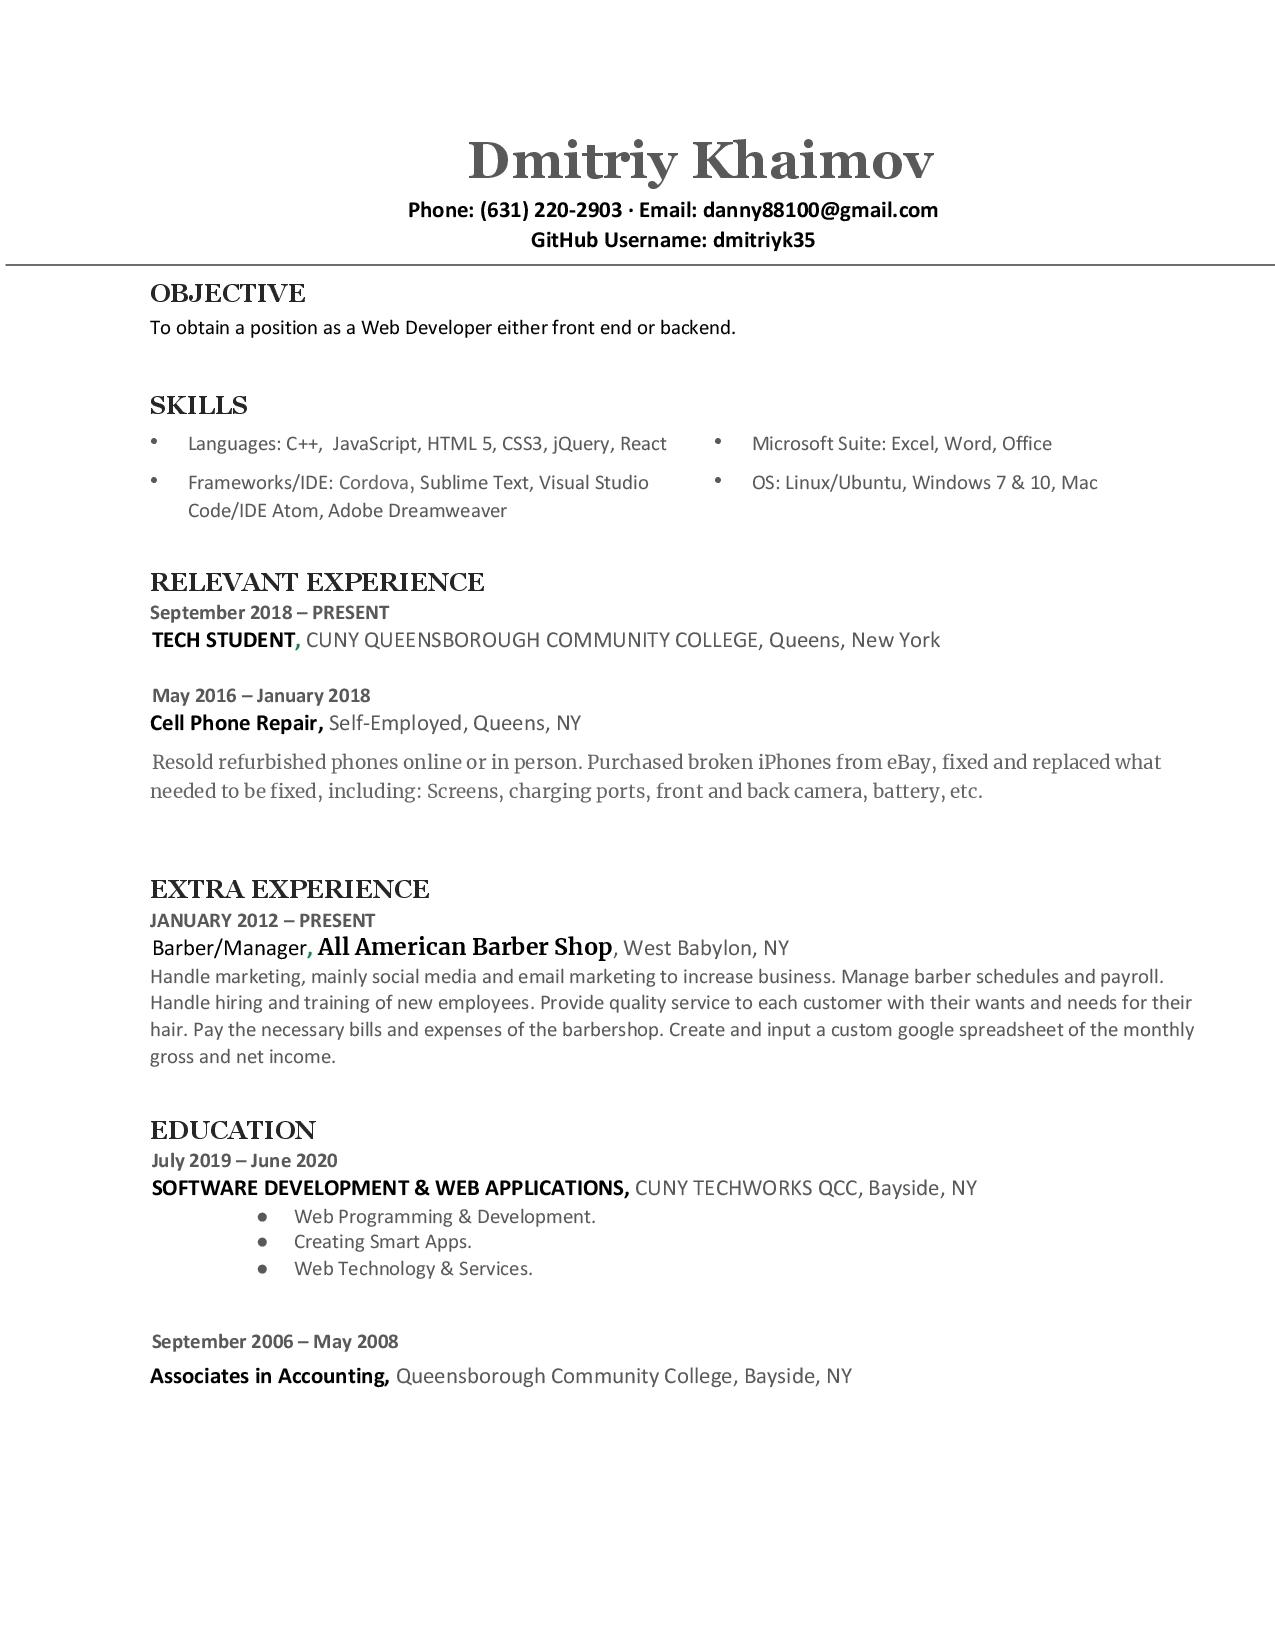 Dmitriy Khaimov
Phone: (631) 220-2903 · Email: danny88100@gmail.com
GitHub Username: dmitriyk35
OBJECTIVE
To obtain a position as a Web Developer either front end or backend.
SKILLS
• Languages: C++,  JavaScript, HTML 5, CSS3, jQuery, React
• Frameworks/IDE: Cordova, Sublime Text, Visual Studio
Code/IDE Atom, Adobe Dreamweaver
• Microsoft Suite: Excel, Word, Office
• OS: Linux/Ubuntu, Windows 7 & 10, Mac
RELEVANT EXPERIENCE
September 2018 – PRESENT
TECH STUDENT, CUNY QUEENSBOROUGH COMMUNITY COLLEGE, Queens, New York
May 2016 – January 2018
Cell Phone Repair, Self-Employed, Queens, NY
Resold refurbished phones online or in person. Purchased broken iPhones from eBay, fixed and replaced what
needed to be fixed, including: Screens, charging ports, front and back camera, battery, etc.
EXTRA EXPERIENCE
JANUARY 2012 – PRESENT
Barber/Manager, All American Barber Shop, West Babylon, NY
Handle marketing, mainly social media and email marketing to increase business. Manage barber schedules and payroll.
Handle hiring and training of new employees. Provide quality service to each customer with their wants and needs for their
hair. Pay the necessary bills and expenses of the barbershop. Create and input a custom google spreadsheet of the monthly
gross and net income.
EDUCATION
July 2019 – June 2020
SOFTWARE DEVELOPMENT & WEB APPLICATIONS, CUNY TECHWORKS QCC, Bayside, NY
● Web Programming & Development.
● Creating Smart Apps.
● Web Technology & Services.
September 2006 – May 2008
Associates in Accounting, Queensborough Community College, Bayside, NY